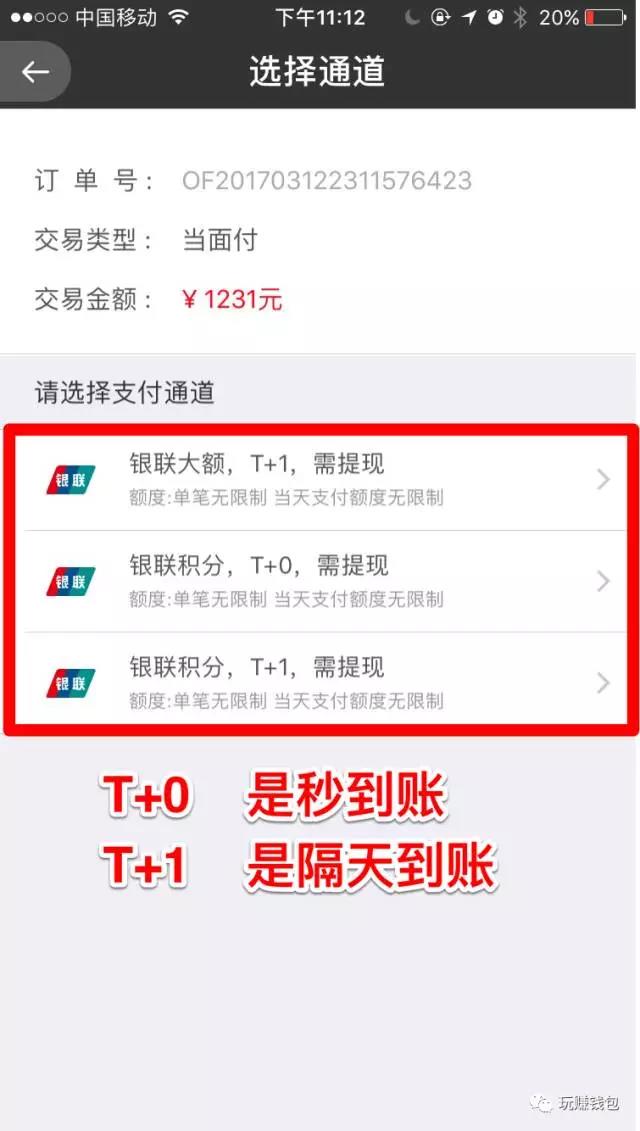 中国移动 下午11:12 20%
选择通道
订 单 号： OF201703122311576423
交易类型： 当面付
交易金额： ￥1231元
请选择支付通道
银联大额，T+1，需提现
银联 额度:单笔无限制 当天支付额度无限制
银联积分，T+0，需提现
银联 额度:单笔无限制 当天支付额度无限制
银联积分，T+1，需提现
银联 额度:单笔无限制 当天支付额度无限制
T+0 是秒到账
T+1 是隔天到账
玩赚钱包